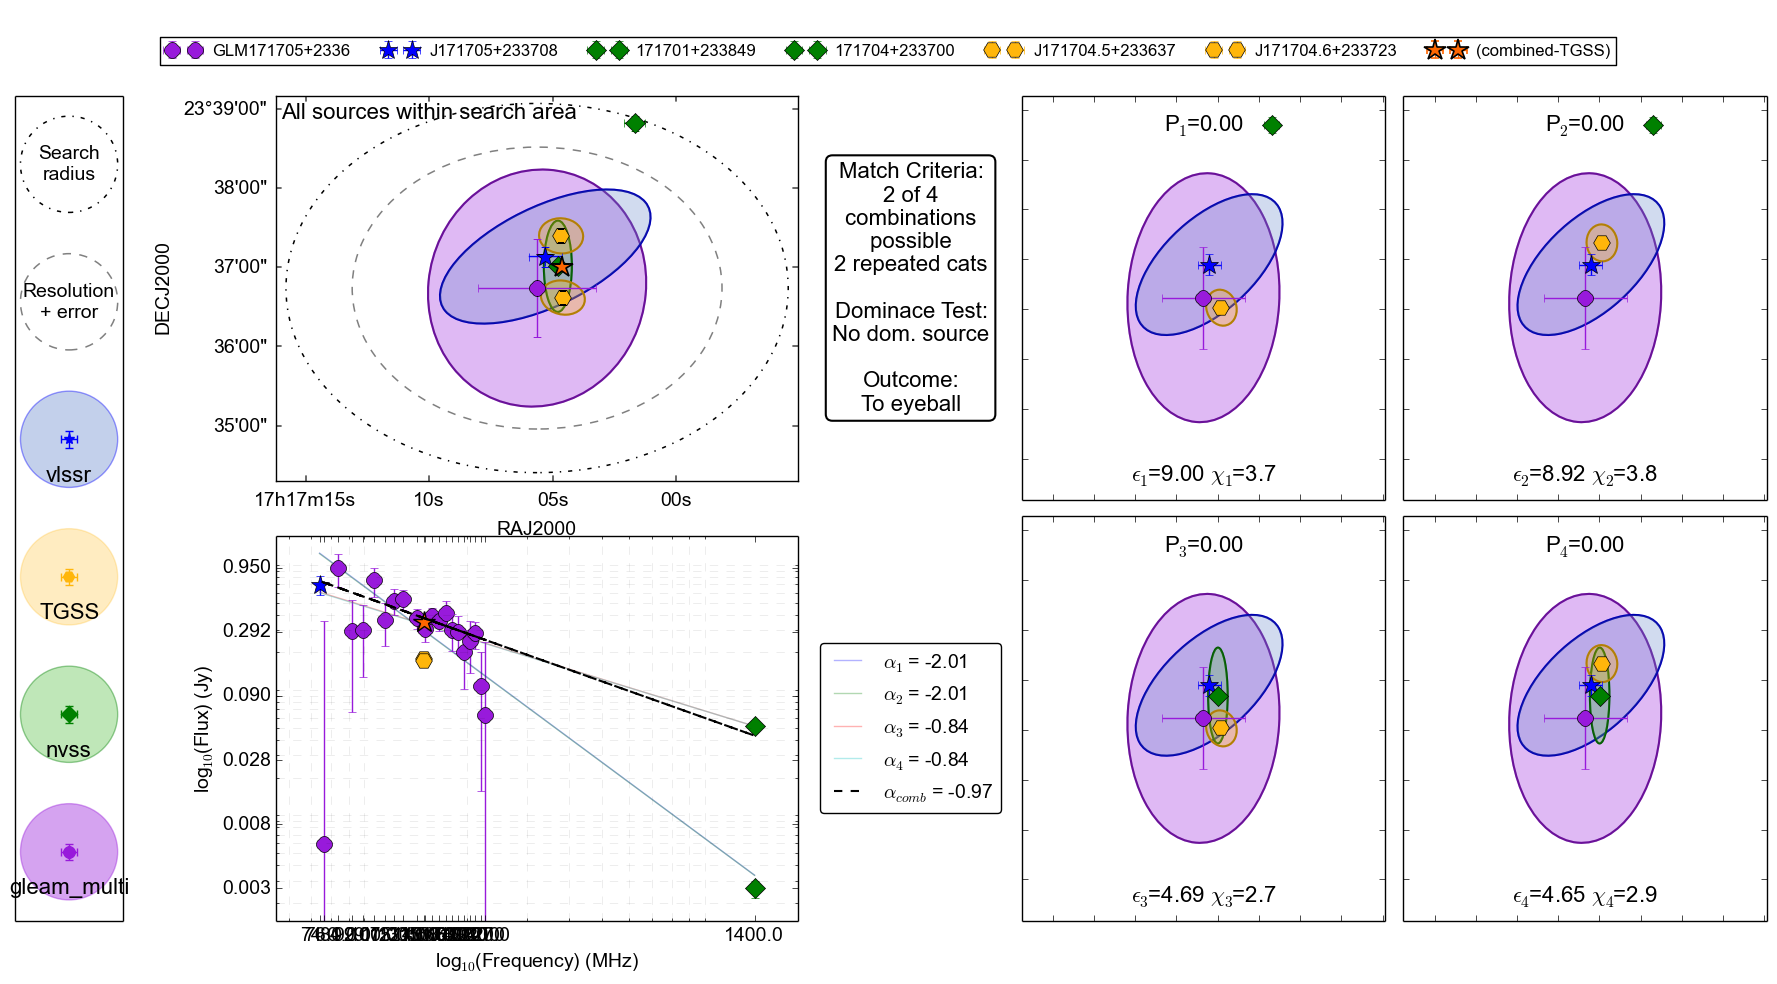 GLM171705+2336 J171705+233708 171701+233849 171704+233700 J171704.5+233637 J171704.6+233723 (combined-TGSS)
Search
radius
Resolution
+ error
vlssr
TGSS
nvss
gleam_multi
All sources within search area
DECJ2000
23°39'00"
38'00"
37'00"
36'00"
35'00"
17h17m15s 10s 05s 00s
RAJ2000
Match Criteria:
2 of 4
combinations
possible
2 repeated cats
Dominace Test:
No dom. source
Outcome:
To eyeball
log₁₀(Flux) (Jy)
0.950
0.292
0.090
0.028
0.008
0.003
1400.0
log₁₀(Frequency) (MHz)
α₁ = -2.01
α₂ = -2.01
α₃ = -0.84
α₄ = -0.84
α_comb = -0.97
P₁=0.00
ϵ₁=9.00 χ₁=3.7
P₂=0.00
ϵ₂=8.92 χ₂=3.8
P₃=0.00
ϵ₃=4.69 χ₃=2.7
P₄=0.00
ϵ₄=4.65 χ₄=2.9